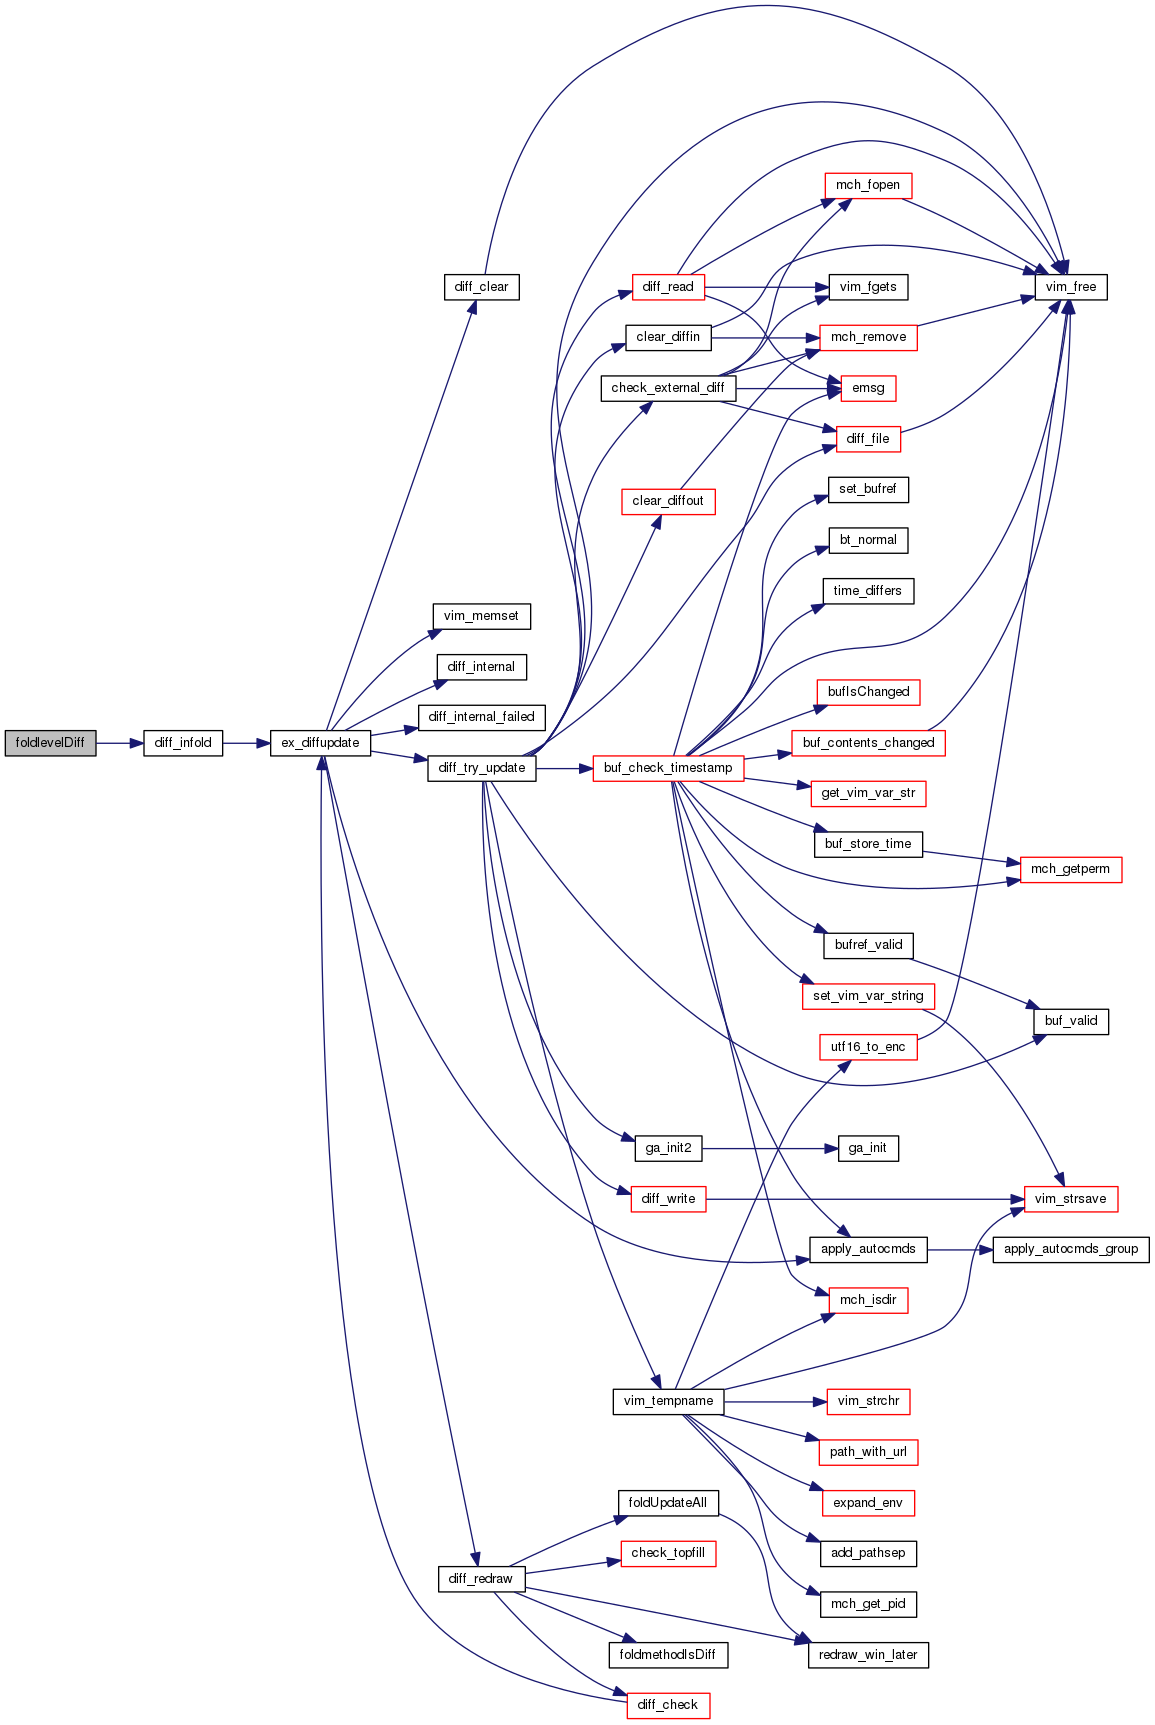 mch_fopen
diff_clear
diff_read
vim_fgets
vim_free
clear_diffin
mch_remove
check_external_diff
emsg
diff_file
clear_diffout
set_bufref
bt_normal
time_differs
vim_memset
diff_internal
bufIsChanged
diff_internal_failed
foldlevelDiff
diff_infold
ex_diffupdate
buf_contents_changed
diff_try_update
buf_check_timestamp
get_vim_var_str
buf_store_time
mch_getperm
bufref_valid
set_vim_var_string
buf_valid
utf16_to_enc
ga_init2
ga_init
diff_write
vim_strsave
apply_autocmds
apply_autocmds_group
mch_isdir
vim_tempname
vim_strchr
path_with_url
foldUpdateAll
expand_env
check_topfill
add_pathsep
diff_redraw
mch_get_pid
foldmethodIsDiff
redraw_win_later
diff_check